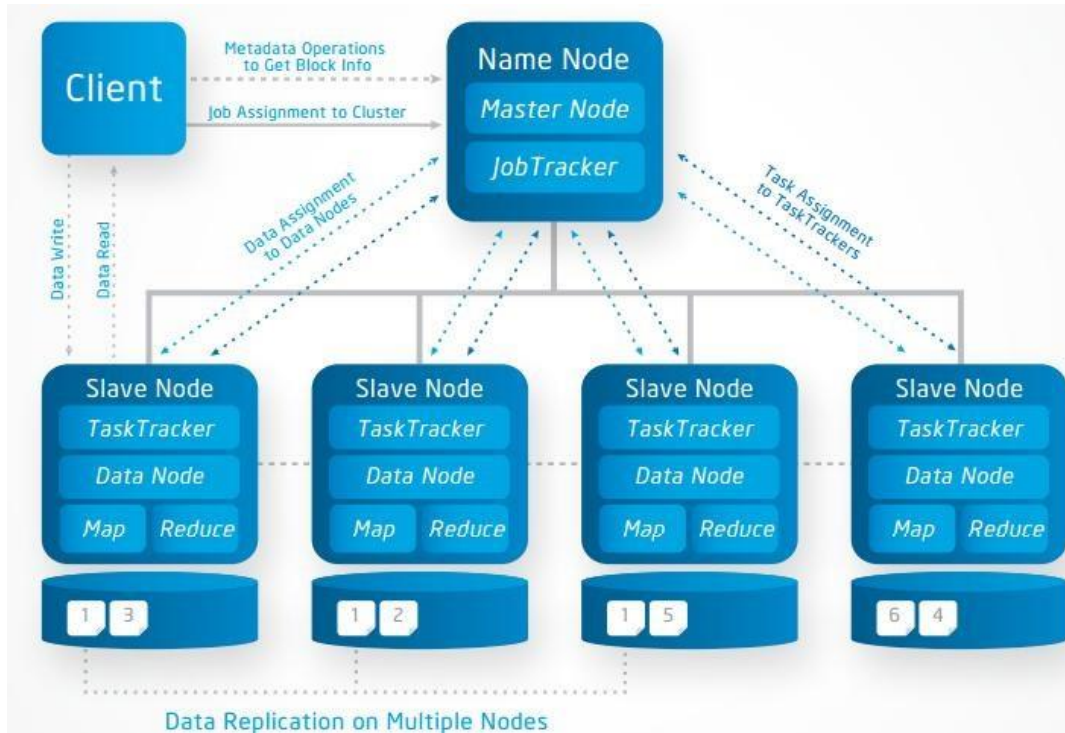 Client
Metadata Operations
to Get Block Info
Job Assignment to Cluster
Name Node
Master Node
JobTracker
Data Write
Data Read
Data Assignment
to Data Nodes
Task Assignment
to TaskTrackers
Slave Node
TaskTracker
Data Node
Map Reduce
1 3
Slave Node
TaskTracker
Data Node
Map Reduce
1 2
Slave Node
TaskTracker
Data Node
Map Reduce
1 5
Slave Node
TaskTracker
Data Node
Map Reduce
6 4
Data Replication on Multiple Nodes